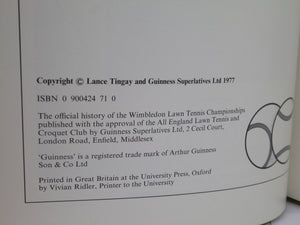 Copyright © Lance Tingay and Guinness Superlatives Ltd 1977
ISBN 0 900424 71 0
The official history of the Wimbledon Lawn Tennis Championships
published with the approval of the All England Lawn Tennis and
Croquet Club by Guinness Superlatives Ltd, 2 Cecil Court,
London Road, Enfield, Middlesex
'Guinness' is a registered trade mark of Arthur Guinness
Son & Co Ltd
Printed in Great Britain at the University Press, Oxford
by Vivian Ridler, Printer to the University